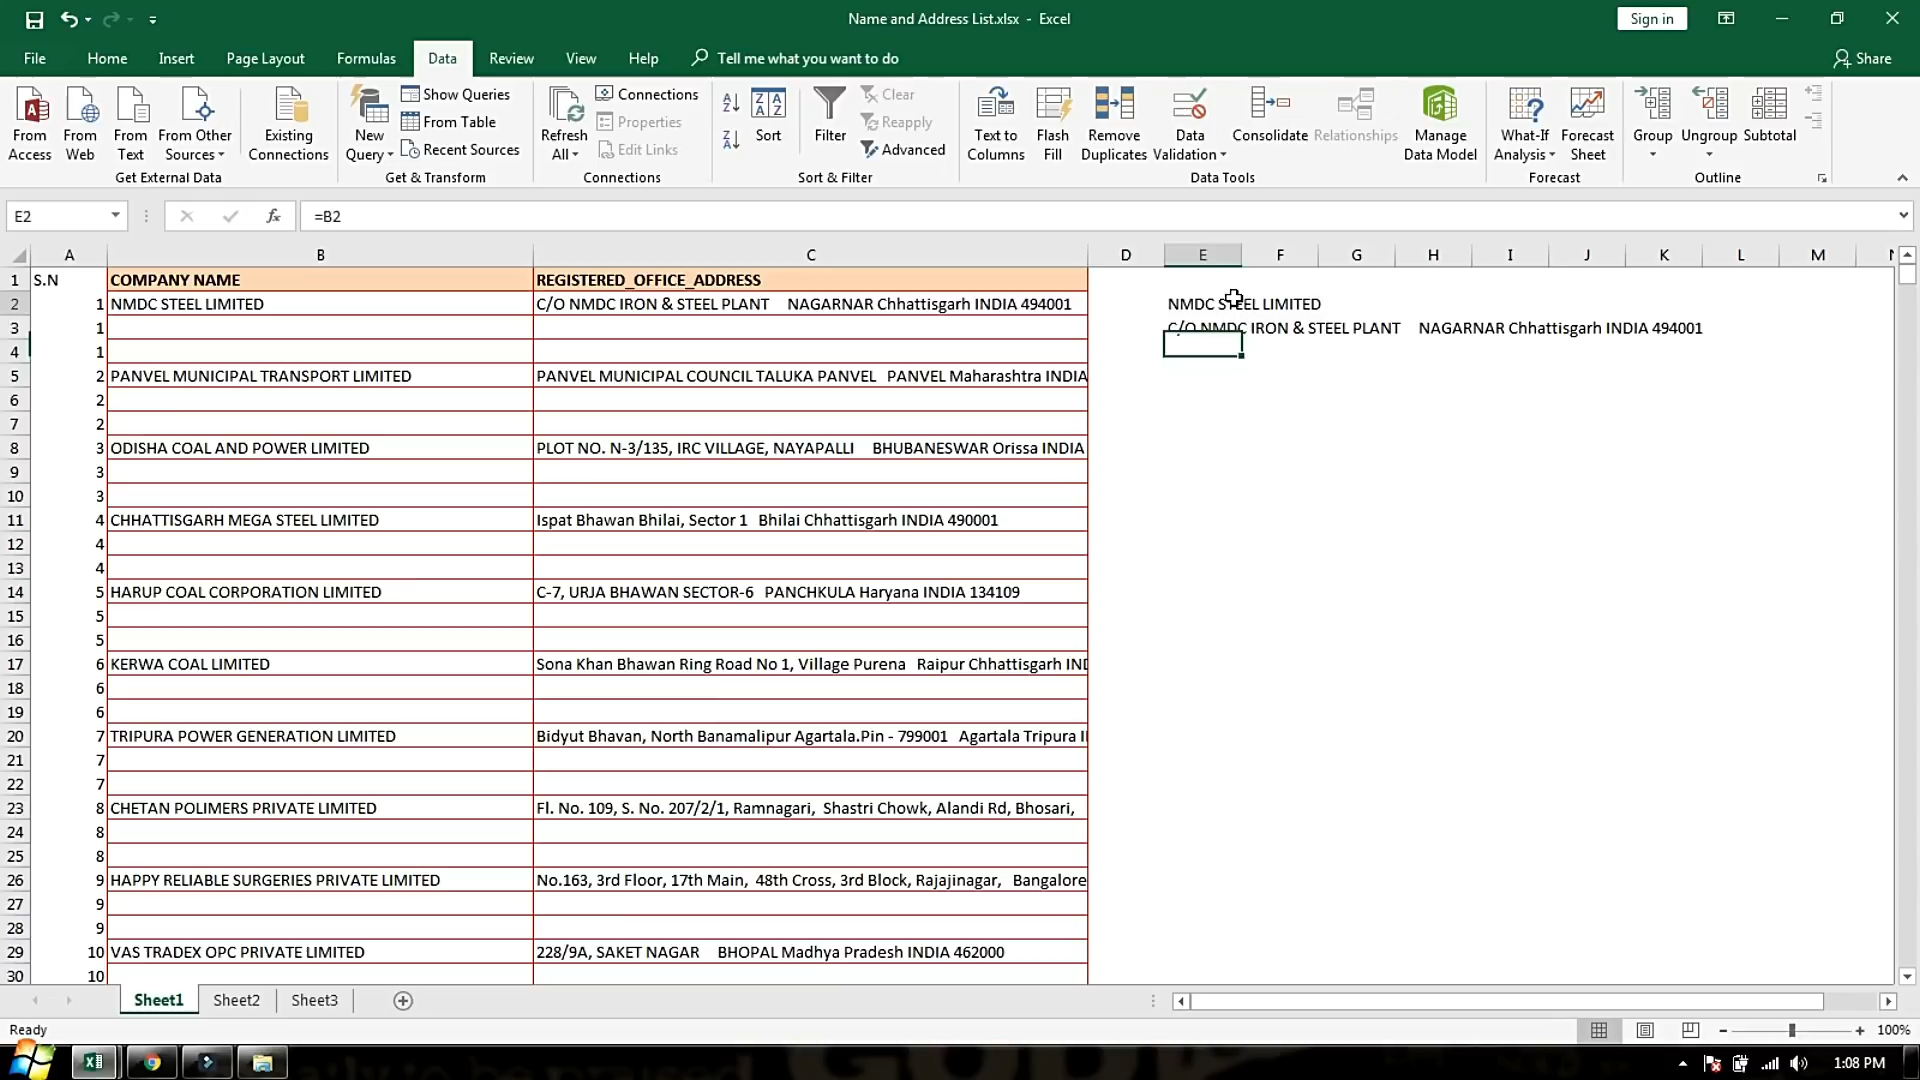 Name and Address List.xlsx - Excel
Sign in
File Home Insert Page Layout Formulas Data Review View Help Tell me what you want to do Share
From Access
From Web
From Text
From Other Sources
Existing Connections
New Query
Show Queries
From Table
Recent Sources
Refresh All
Connections
Properties
Edit Links
Sort
Filter
Clear
Reapply
Advanced
Text to Columns
Flash Fill
Remove Duplicates
Data Validation
Consolidate
Relationships
Manage Data Model
What-If Analysis
Forecast Sheet
Group
Ungroup
Subtotal
Get External Data Get & Transform Connections Sort & Filter Data Tools Forecast Outline
E2 fx =B2
A B C D E F G H I J K L M N
1 S.N COMPANY NAME REGISTERED_OFFICE_ADDRESS
2 1 NMDC STEEL LIMITED C/O NMDC IRON & STEEL PLANT NAGARNAR Chhattisgarh INDIA 494001 NMDC STEEL LIMITED
3 1 C/O NMDC IRON & STEEL PLANT NAGARNAR Chhattisgarh INDIA 494001
4 1
5 2 PANVEL MUNICIPAL TRANSPORT LIMITED PANVEL MUNICIPAL COUNCIL TALUKA PANVEL PANVEL Maharashtra INDIA
6 2
7 2
8 3 ODISHA COAL AND POWER LIMITED PLOT NO. N-3/135, IRC VILLAGE, NAYAPALLI BHUBANESWAR Orissa INDIA
9 3
10 3
11 4 CHHATTISGARH MEGA STEEL LIMITED Ispat Bhawan Bhilai, Sector 1 Bhilai Chhattisgarh INDIA 490001
12 4
13 4
14 5 HARUP COAL CORPORATION LIMITED C-7, URJA BHAWAN SECTOR-6 PANCHKULA Haryana INDIA 134109
15 5
16 5
17 6 KERWA COAL LIMITED Sona Khan Bhawan Ring Road No 1, Village Purena Raipur Chhattisgarh IND
18 6
19 6
20 7 TRIPURA POWER GENERATION LIMITED Bidyut Bhavan, North Banamalipur Agartala.Pin - 799001 Agartala Tripura I
21 7
22 7
23 8 CHETAN POLIMERS PRIVATE LIMITED Fl. No. 109, S. No. 207/2/1, Ramnagari, Shastri Chowk, Alandi Rd, Bhosari,
24 8
25 8
26 9 HAPPY RELIABLE SURGERIES PRIVATE LIMITED No.163, 3rd Floor, 17th Main, 48th Cross, 3rd Block, Rajajinagar, Bangalore
27 9
28 9
29 10 VAS TRADEX OPC PRIVATE LIMITED 228/9A, SAKET NAGAR BHOPAL Madhya Pradesh INDIA 462000
30 10
Sheet1 Sheet2 Sheet3
Ready 100%
1:08 PM